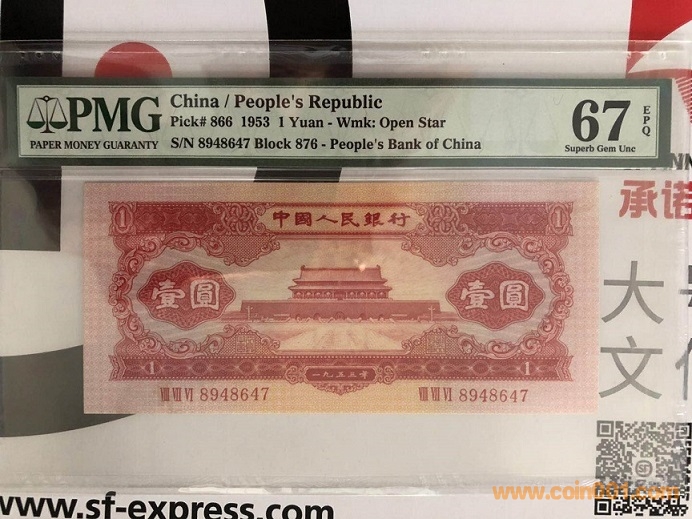 PMG
PAPER MONEY GUARANTY
China / People's Republic
Pick# 866 1953 1 Yuan - Wmk: Open Star
S/N 8948647 Block 876 - People's Bank of China
67
EPQ
Superb Gem Unc
承诺
大
文
1
中國人民銀行
1
壹圓
壹圓
一九五三年
1
VIII VII VI 8948647
VIII VII VI 8948647
1
www.coin001.com
www.sf-express.com